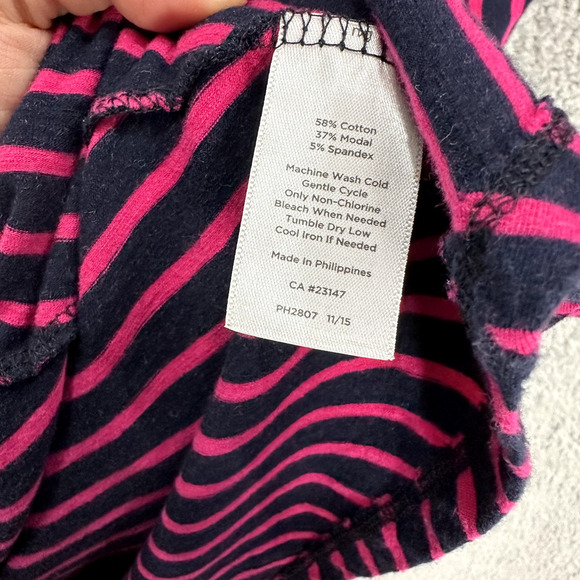 58% Cotton
37% Modal
5% Spandex
Machine Wash Cold
Gentle Cycle
Only Non-Chlorine
Bleach When Needed
Tumble Dry Low
Cool Iron If Needed
Made In Philippines
CA #23147
PH2807 11/15